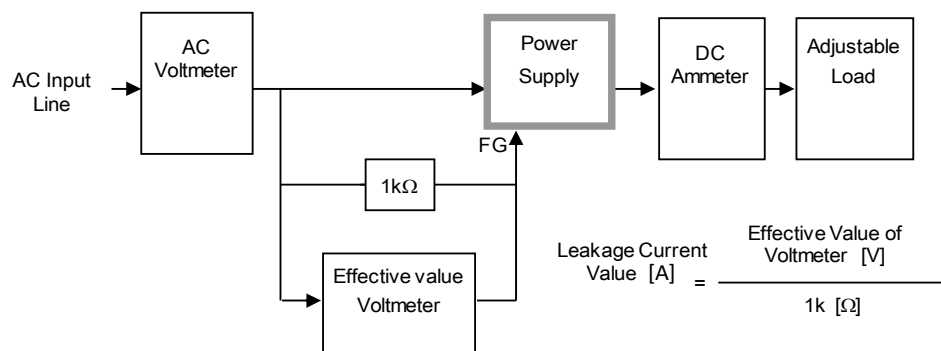 AC
Voltmeter
Power
Supply
DC
Ammeter
Adjustable
Load
AC Input
Line
FG
1kΩ
Effective value
Voltmeter
Leakage Current
Value [A]
=
Effective Value of
Voltmeter [V]
1k [Ω]